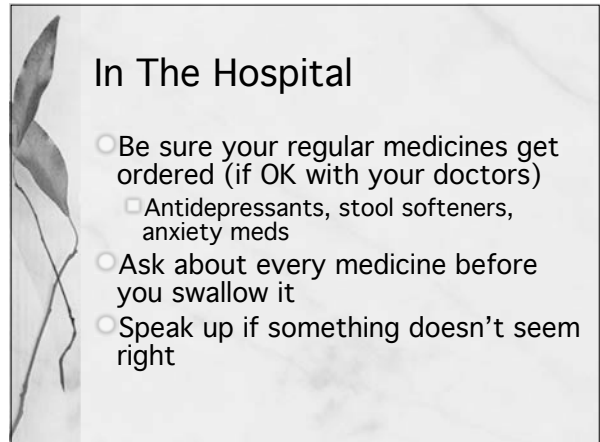 In The Hospital
Be sure your regular medicines get
ordered (if OK with your doctors)
Antidepressants, stool softeners,
anxiety meds
Ask about every medicine before
you swallow it
Speak up if something doesn't seem
right